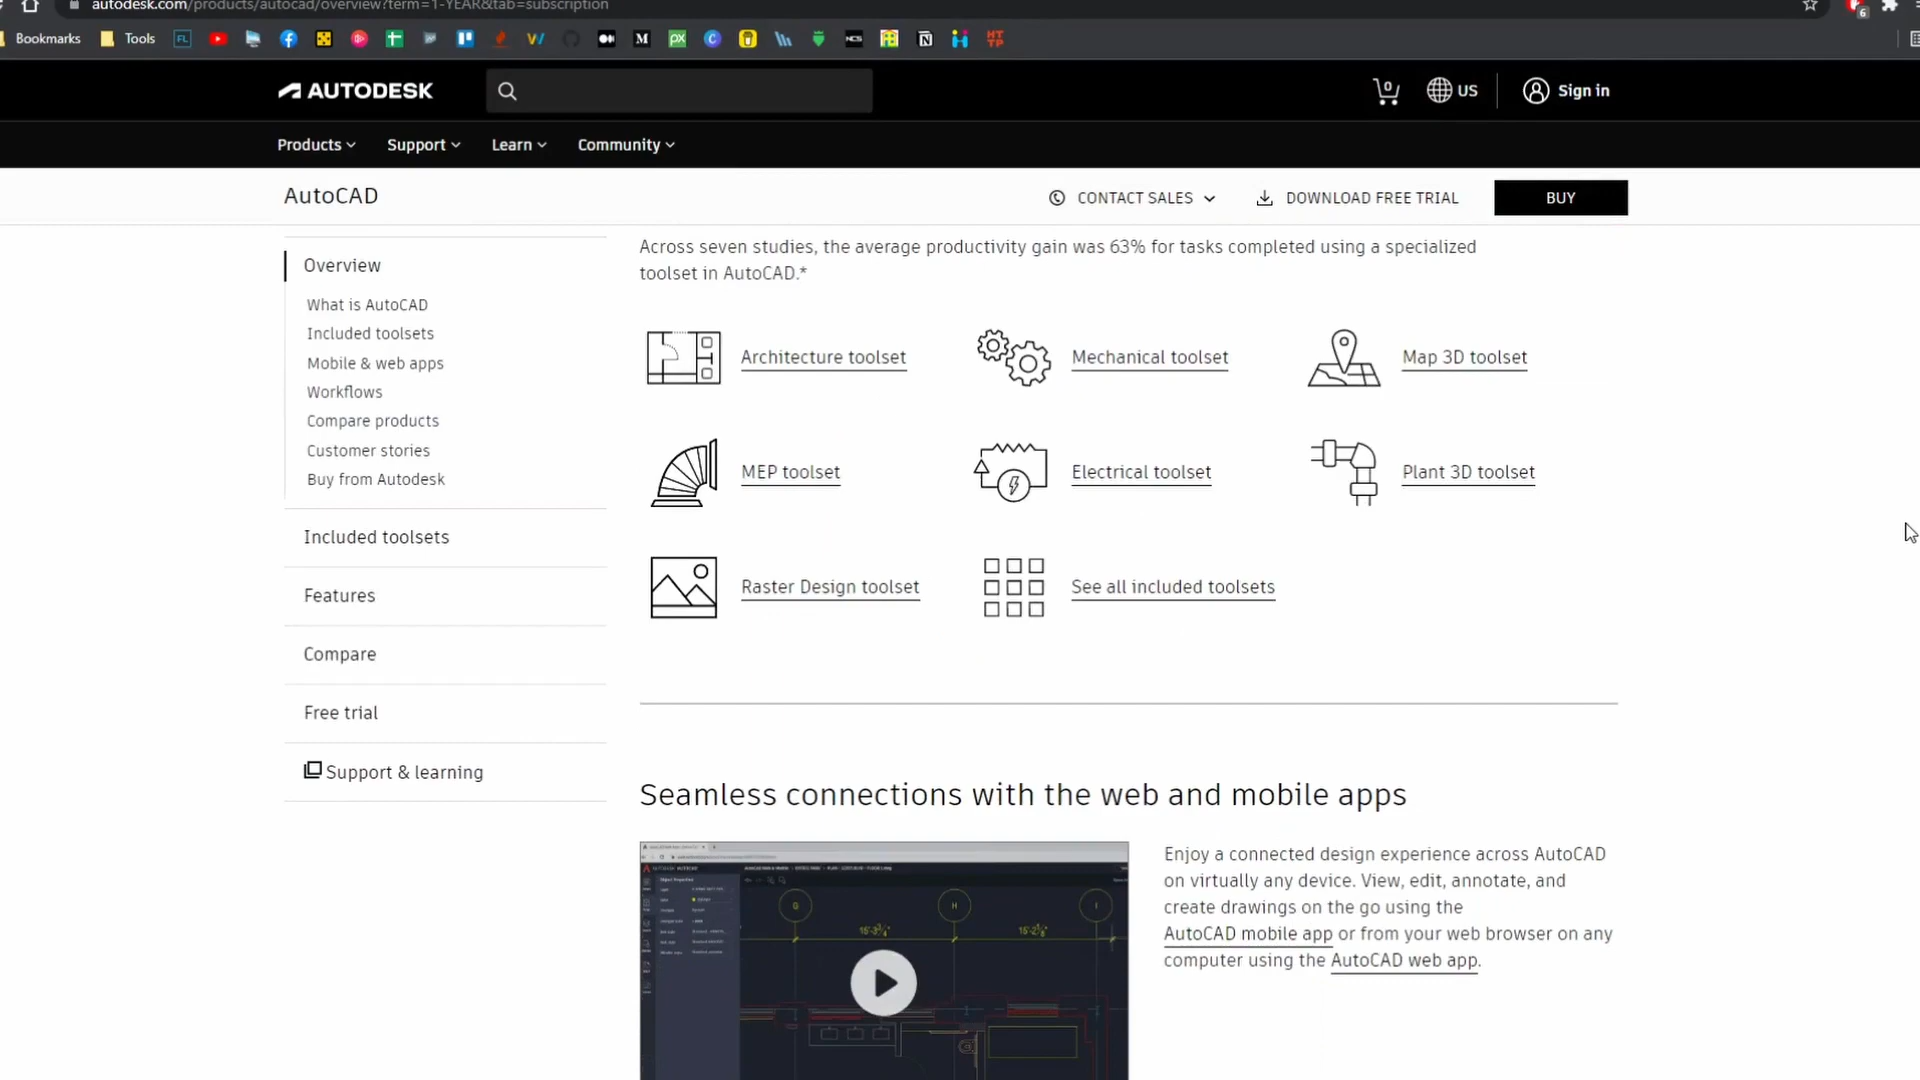 autodesk.com/products/autocad/overview?term=1-YEAR&tab=subscription
6
Bookmarks
Tools
FL
M
PX
NCS
HT
TP
AUTODESK
0
US
Sign in
Products
Support
Learn
Community
AutoCAD
CONTACT SALES
DOWNLOAD FREE TRIAL
BUY
Overview
What is AutoCAD
Included toolsets
Mobile & web apps
Workflows
Compare products
Customer stories
Buy from Autodesk
Included toolsets
Features
Compare
Free trial
Support & learning
Across seven studies, the average productivity gain was 63% for tasks completed using a specialized
toolset in AutoCAD.*
Architecture toolset
Mechanical toolset
Map 3D toolset
MEP toolset
Electrical toolset
Plant 3D toolset
Raster Design toolset
See all included toolsets
Seamless connections with the web and mobile apps
G
H
I
Enjoy a connected design experience across AutoCAD
on virtually any device. View, edit, annotate, and
create drawings on the go using the
AutoCAD mobile app or from your web browser on any
computer using the AutoCAD web app.